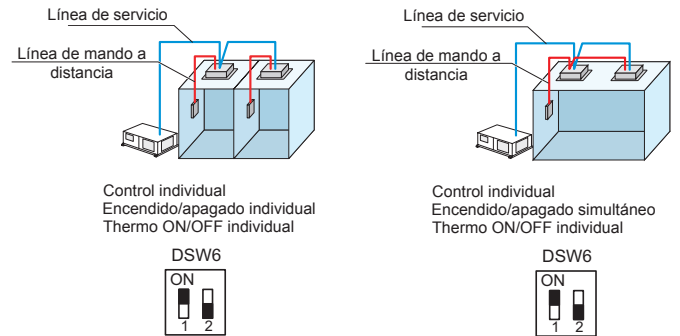 Línea de servicio
Línea de mando a
distancia
Control individual
Encendido/apagado individual
Thermo ON/OFF individual
DSW6
ON
1 2
Línea de servicio
Línea de mando a
distancia
Control individual
Encendido/apagado simultáneo
Thermo ON/OFF individual
DSW6
ON
1 2